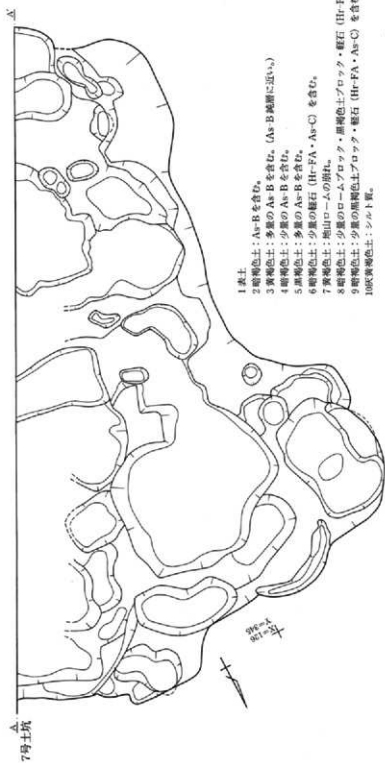 7号土坑
A
A'
X=126
Y=345
1 表土
2 暗褐色土：As-Bを含む。
3 黄褐色土：多量のAs-Bを含む。（As-B純層に近い。）
4 暗褐色土：少量のAs-Bを含む。
5 黒褐色土：多量のAs-Bを含む。
6 暗褐色土：少量の軽石（Hr-FA・As-C）を含む。
7 黄褐色土：地山ロームの崩れ。
8 暗褐色土：少量のロームブロック・黒褐色土ブロック・軽石（Hr-F
9 暗褐色土：少量の黒褐色土ブロック・軽石（Hr-FA・As-C）を含む
10灰黄褐色土：シルト質。